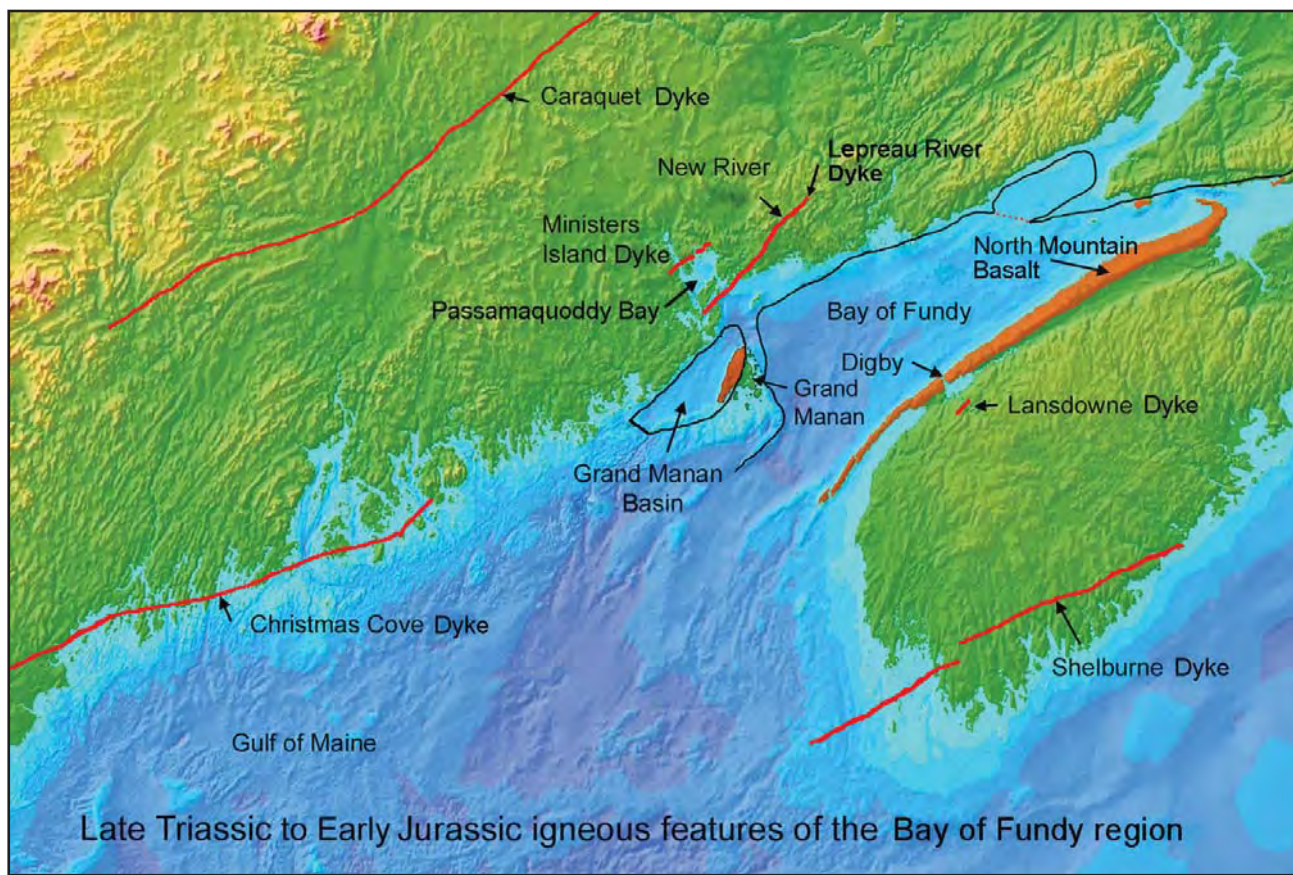 Caraquet Dyke
Lepreau River
Dyke
New River
Ministers
Island Dyke
North Mountain
Basalt
Passamaquoddy Bay
Bay of Fundy
Digby
Grand
Manan
Lansdowne Dyke
Grand Manan
Basin
Christmas Cove Dyke
Shelburne Dyke
Gulf of Maine
Late Triassic to Early Jurassic igneous features of the Bay of Fundy region